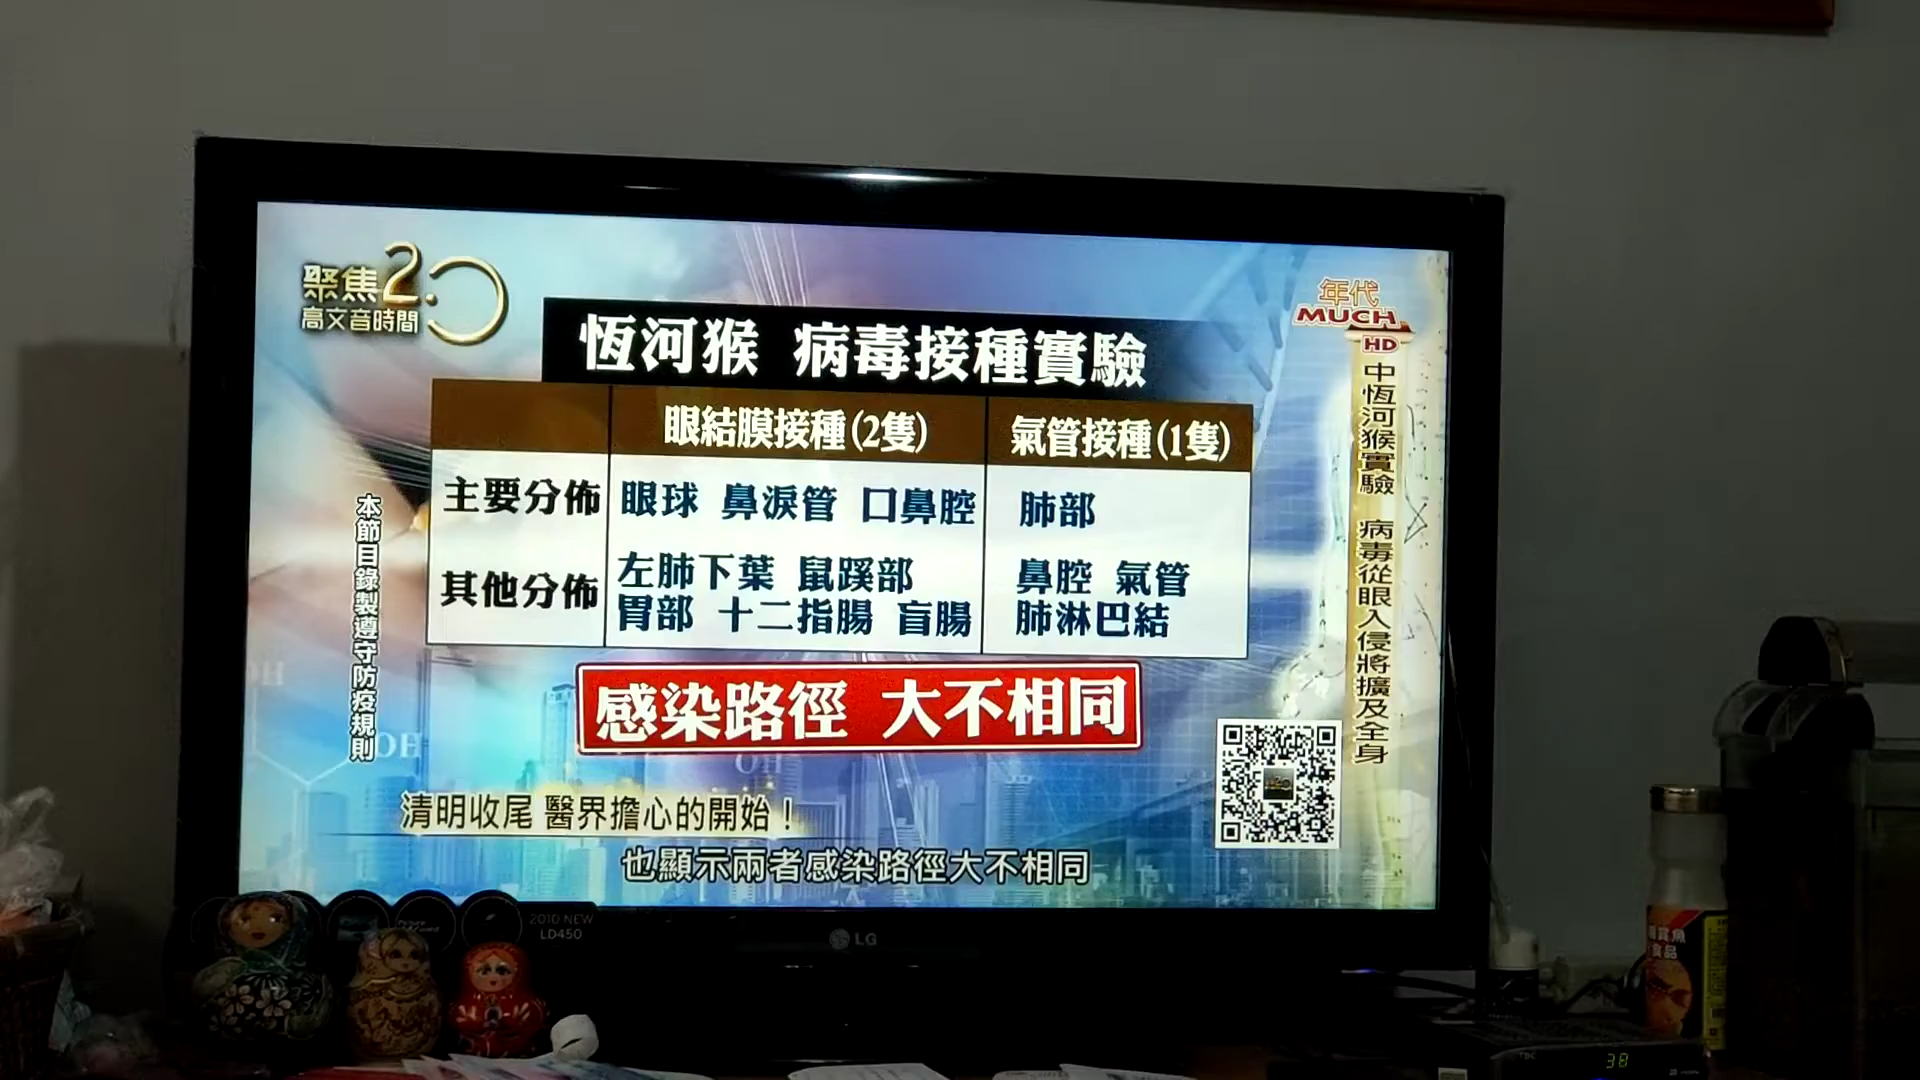 聚焦2.0
高文音時間
年代
MUCH
HD
恆河猴 病毒接種實驗
眼結膜接種(2隻)
氣管接種(1隻)
主要分佈
眼球 鼻淚管 口鼻腔
肺部
其他分佈
左肺下葉 鼠蹊部
胃部 十二指腸 盲腸
鼻腔 氣管
肺淋巴結
感染路徑 大不相同
本節目錄製遵守防疫規則
中恆河猴實驗 病毒從眼入侵將擴及全身
清明收尾 醫界擔心的開始！
也顯示兩者感染路徑大不相同
2010 NEW
LD450
LG
食品
TBC
38